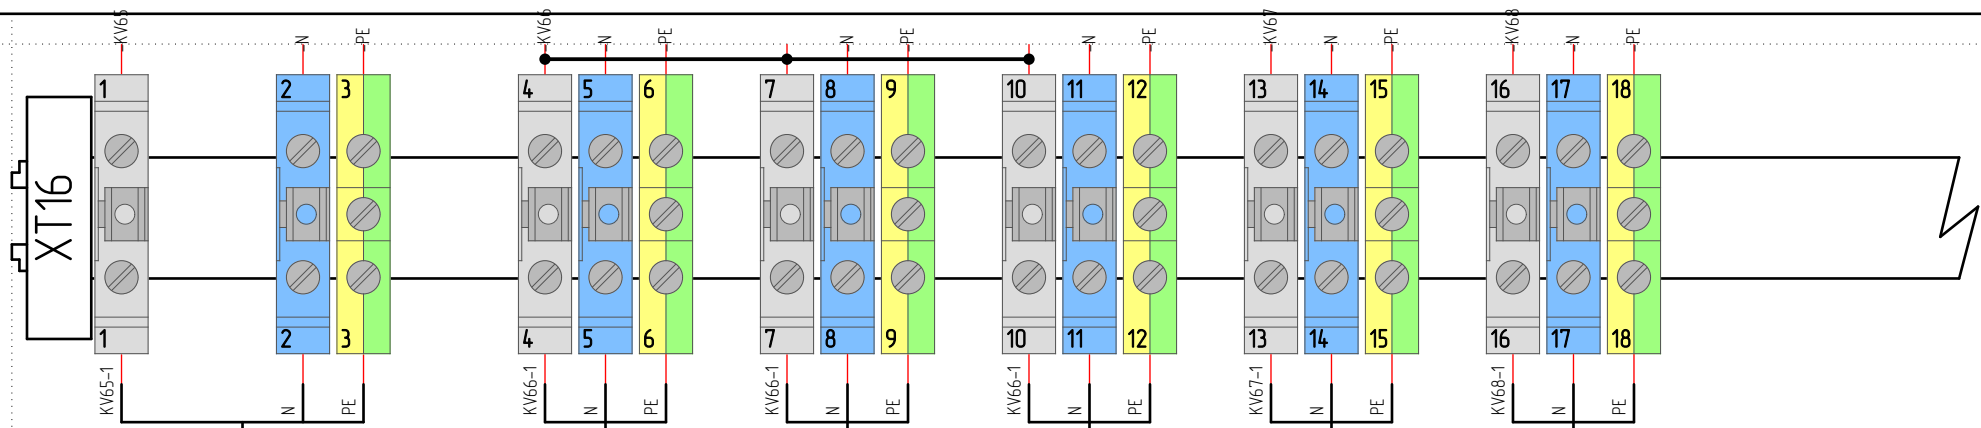 KV65 N PE KV66 N PE N PE N PE KV67 N PE KV68 N PE
XT16
1 2 3 4 5 6 7 8 9 10 11 12 13 14 15 16 17 18
1 2 3 4 5 6 7 8 9 10 11 12 13 14 15 16 17 18
KV65-1 N PE KV66-1 N PE KV66-1 N PE KV66-1 N PE KV67-1 N PE KV68-1 N PE